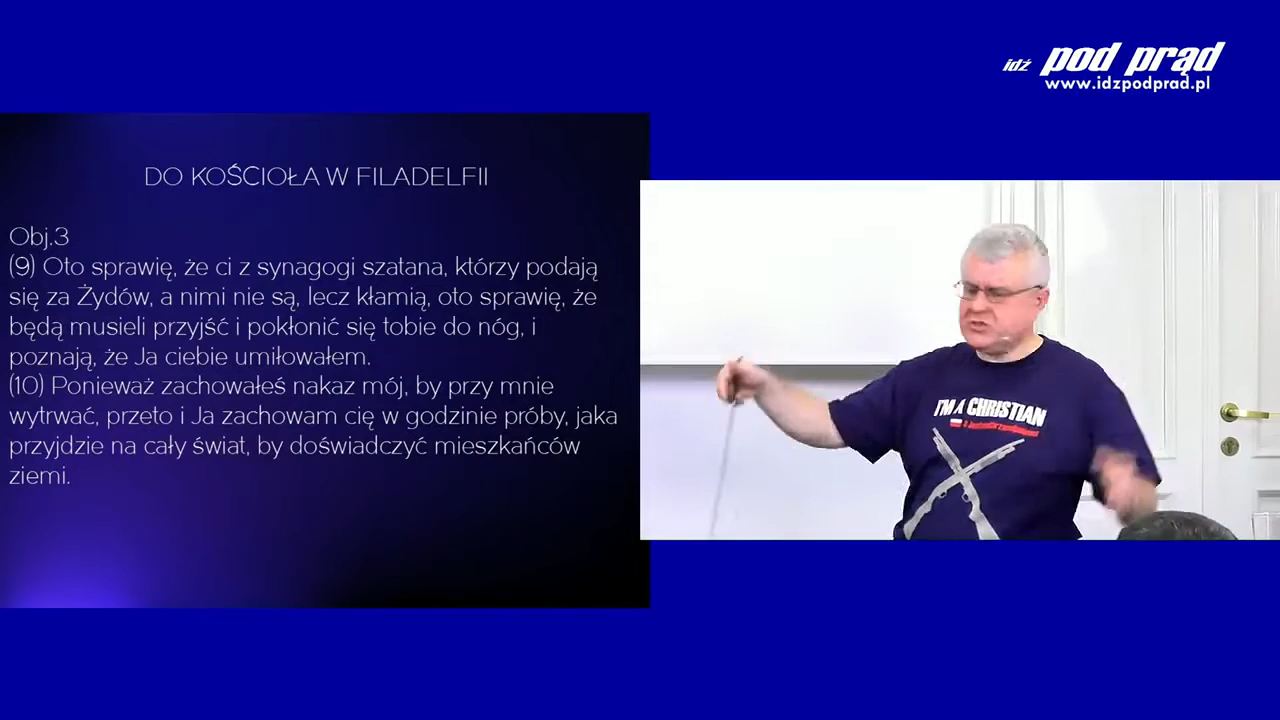 idź pod prąd
www.idzpodprad.pl
DO KOŚCIOŁA W FILADELFII
Obj.3
(9) Oto sprawię, że ci z synagogi szatana, którzy podają
się za Żydów, a nimi nie są, lecz kłamią, oto sprawię, że
będą musieli przyjść i pokłonić się tobie do nóg, i
poznają, że Ja ciebie umiłowałem.
(10) Ponieważ zachowałeś nakaz mój, by przy mnie
wytrwać, przeto i Ja zachowam cię w godzinie próby, jaka
przyjdzie na cały świat, by doświadczyć mieszkańców
ziemi.
I'M A CHRISTIAN